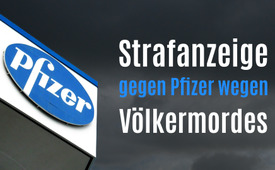 Pfizer
Strafanzeige
gegen Pfizer wegen
Völkermordes